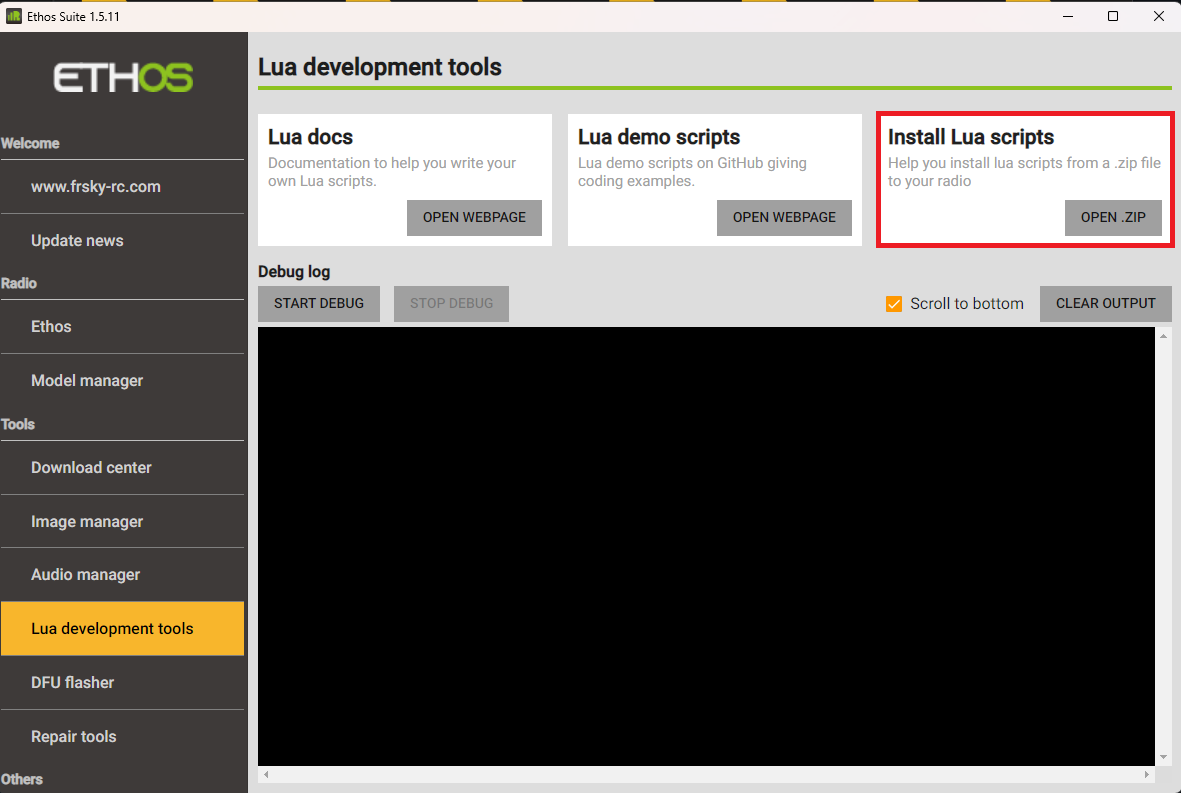 Ethos Suite 1.5.11
ETHOS
Welcome
www.frsky-rc.com
Update news
Radio
Ethos
Model manager
Tools
Download center
Image manager
Audio manager
Lua development tools
DFU flasher
Repair tools
Others
Lua development tools
Lua docs
Documentation to help you write your
own Lua scripts.
OPEN WEBPAGE
Lua demo scripts
Lua demo scripts on GitHub giving
coding examples.
OPEN WEBPAGE
Install Lua scripts
Help you install lua scripts from a .zip file
to your radio
OPEN .ZIP
Debug log
START DEBUG
STOP DEBUG
Scroll to bottom
CLEAR OUTPUT